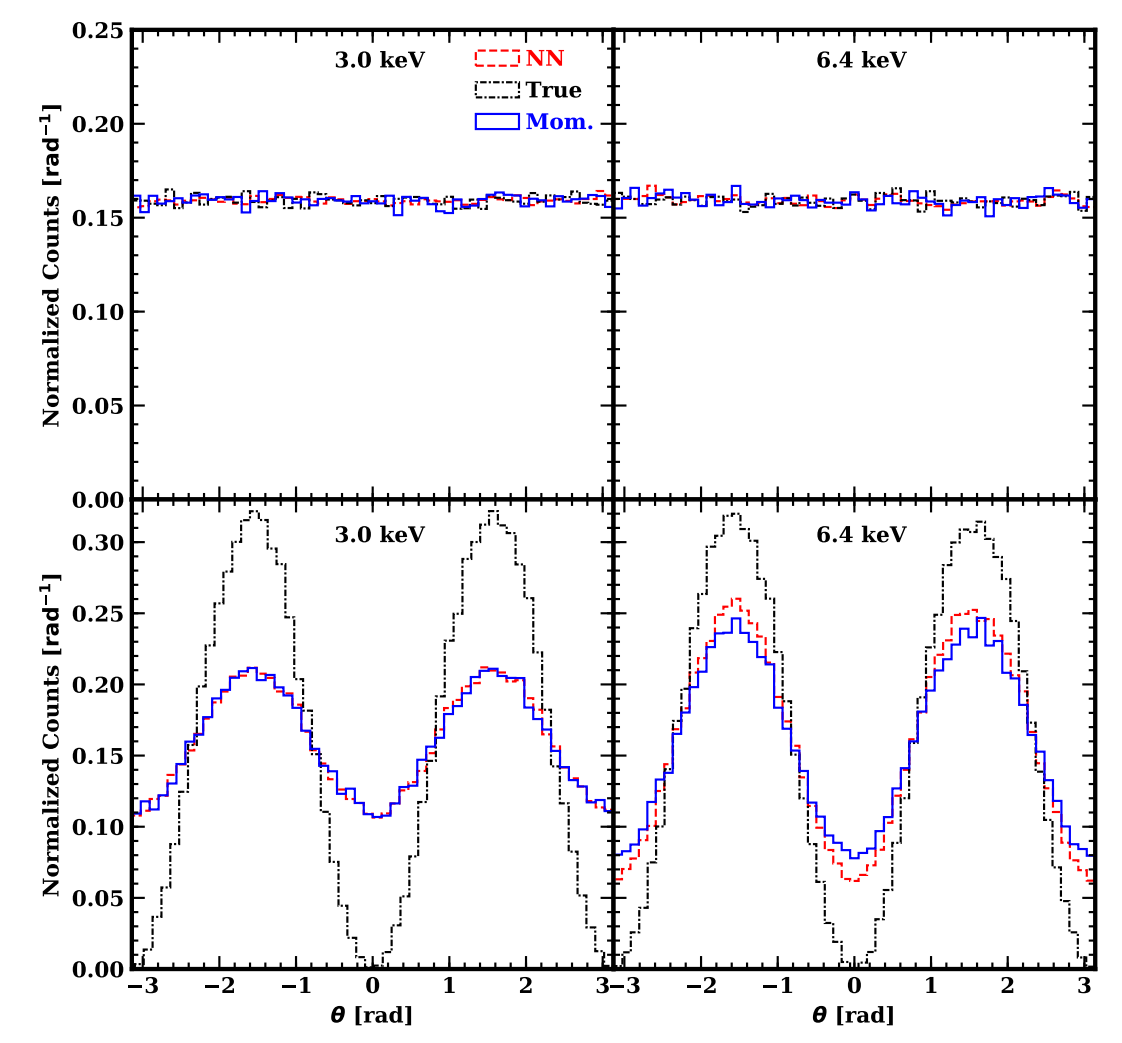 0.25
3.0 keV
NN
True
Mom.
6.4 keV
0.20
0.15
0.10
0.05
0.00
Normalized Counts [rad⁻¹]
3.0 keV
6.4 keV
0.30
0.25
0.20
0.15
0.10
0.05
0.00
Normalized Counts [rad⁻¹]
−3 −2 −1 0 1 2 3 −3 −2 −1 0 1 2 3
θ [rad] θ [rad]